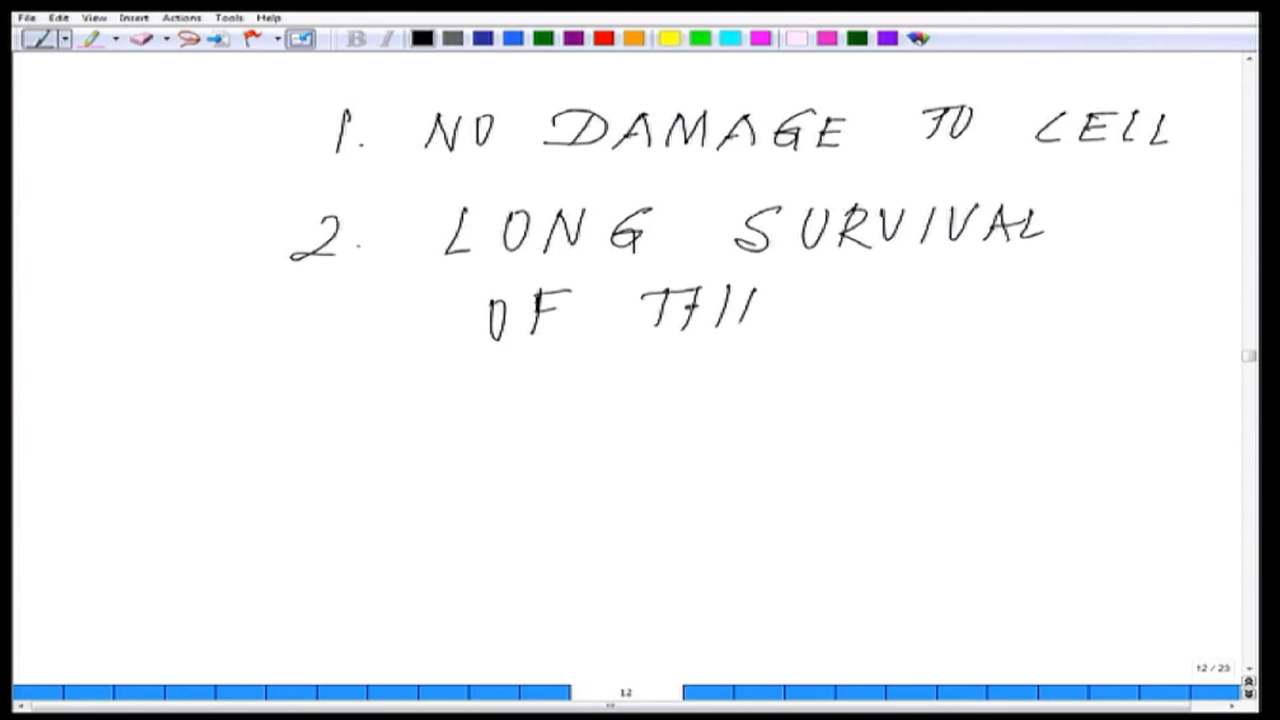 File Edit View Insert Actions Tools Help
B I
1. NO DAMAGE TO CELL
2. LONG SURVIVAL
OF
12 / 23
12